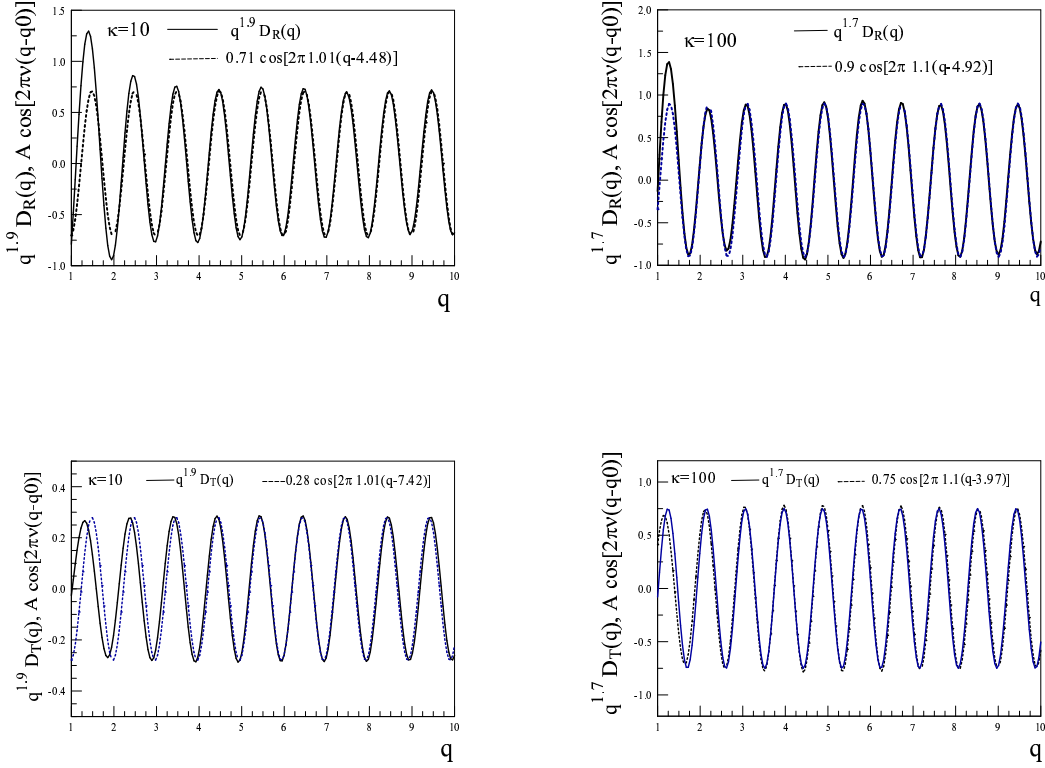 κ=10
q^1.9 D_R(q)
0.71 cos[2π 1.01(q-4.48)]
q^1.9 D_R(q), A cos[2πν(q-q0)]
1.5
1.0
0.5
0.0
-0.5
-1.0
1 2 3 4 5 6 7 8 9 10
q
κ=100
q^1.7 D_R(q)
0.9 cos[2π 1.1(q-4.92)]
q^1.7 D_R(q), A cos[2πν(q-q0)]
2.0
1.5
1.0
0.5
0.0
-0.5
-1.0
1 2 3 4 5 6 7 8 9 10
q
κ=10
q^1.9 D_T(q)
0.28 cos[2π 1.01(q-7.42)]
q^1.9 D_T(q), A cos[2πν(q-q0)]
0.4
0.2
0.0
-0.2
-0.4
1 2 3 4 5 6 7 8 9 10
q
κ=100
q^1.7 D_T(q)
0.75 cos[2π 1.1(q-3.97)]
q^1.7 D_T(q), A cos[2πν(q-q0)]
1.0
0.5
0.0
-0.5
-1.0
1 2 3 4 5 6 7 8 9 10
q